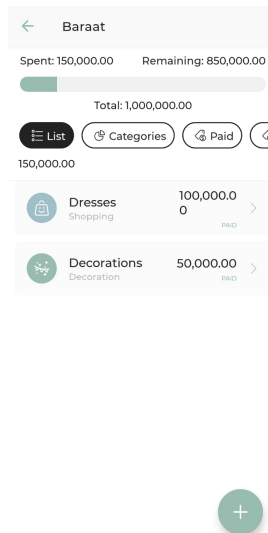 Baraat
Spent: 150,000.00 Remaining: 850,000.00
Total: 1,000,000.00
List Categories Paid
150,000.00
Dresses 100,000.0
0
Shopping
PAID
Decorations 50,000.00
Decoration PAID